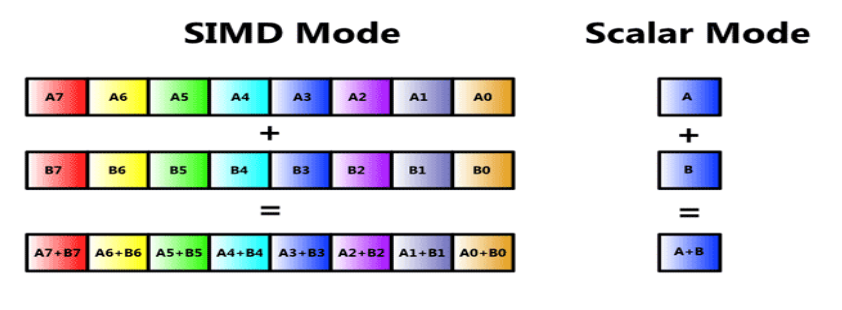 SIMD Mode Scalar Mode
A7 A6 A5 A4 A3 A2 A1 A0 A
+ +
B7 B6 B5 B4 B3 B2 B1 B0 B
= =
A7+B7 A6+B6 A5+B5 A4+B4 A3+B3 A2+B2 A1+B1 A0+B0 A+B